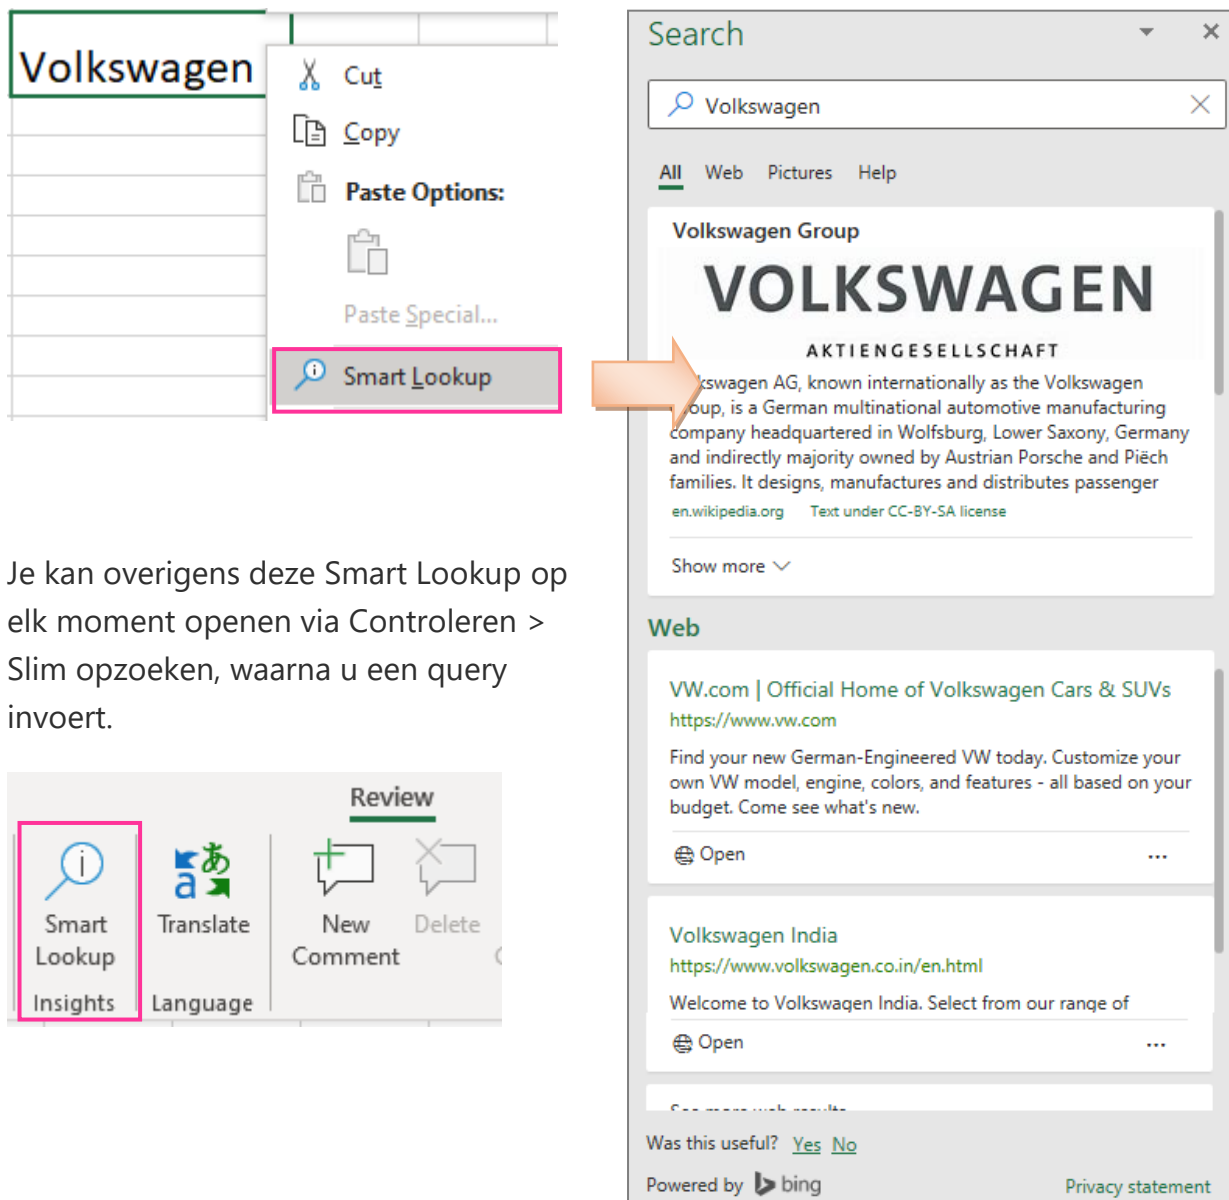 Volkswagen
Cut
Copy
Paste Options:
Paste Special...
Smart Lookup
Je kan overigens deze Smart Lookup op
elk moment openen via Controleren >
Slim opzoeken, waarna u een query
invoert.
Review
Smart
Lookup
Translate
New
Comment
Delete
Insights
Language
Search
Volkswagen
All Web Pictures Help
Volkswagen Group
VOLKSWAGEN
AKTIENGESELLSCHAFT
kswagen AG, known internationally as the Volkswagen
oup, is a German multinational automotive manufacturing
company headquartered in Wolfsburg, Lower Saxony, Germany
and indirectly majority owned by Austrian Porsche and Piëch
families. It designs, manufactures and distributes passenger
en.wikipedia.org Text under CC-BY-SA license
Show more
Web
VW.com | Official Home of Volkswagen Cars & SUVs
https://www.vw.com
Find your new German-Engineered VW today. Customize your
own VW model, engine, colors, and features - all based on your
budget. Come see what's new.
Open ...
Volkswagen India
https://www.volkswagen.co.in/en.html
Welcome to Volkswagen India. Select from our range of
Open ...
See more web results
Was this useful? Yes No
Powered by bing
Privacy statement